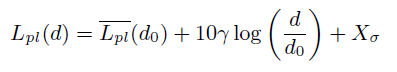 $L_{pl}(d) = \overline{L_{pl}}(d_0) + 10\gamma \log \left( \frac{d}{d_0} \right) + X_\sigma$